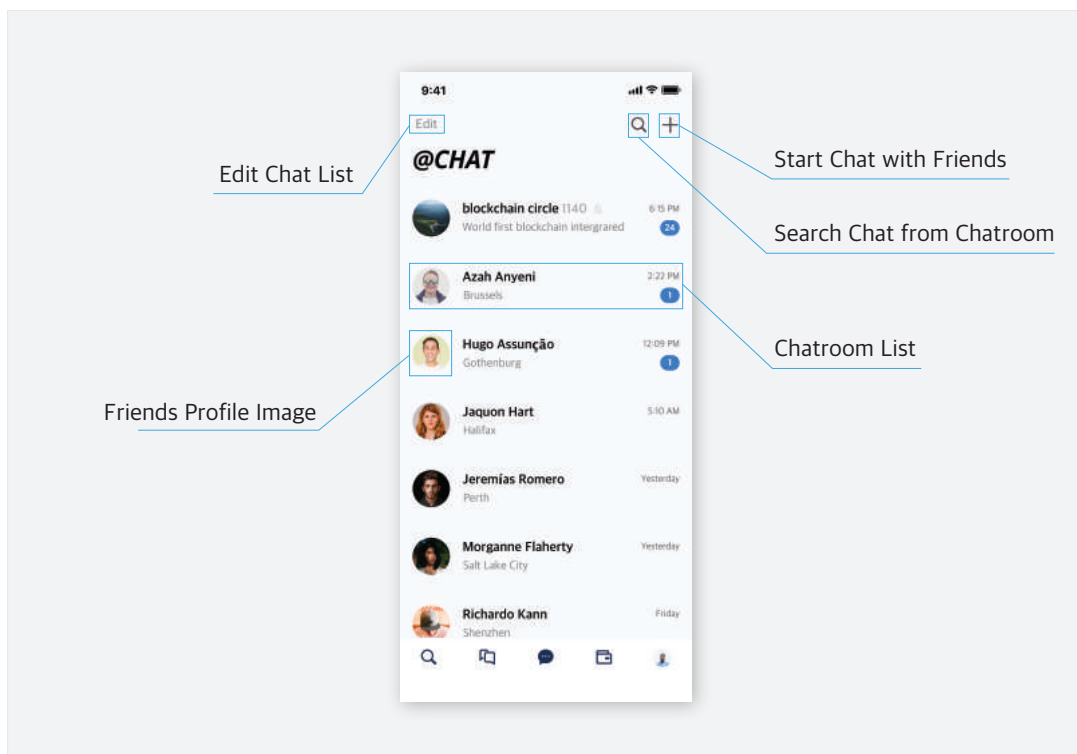 9:41
Edit
@CHAT
Edit Chat List
Start Chat with Friends
blockchain circle 1140
6:15 PM
World first blockchain intergrared
24
Search Chat from Chatroom
Azah Anyeni
2:22 PM
Brussels
1
Hugo Assunção
12:09 PM
Gothenburg
1
Chatroom List
Friends Profile Image
Jaquon Hart
5:10 AM
Halifax
Jeremías Romero
Yesterday
Perth
Morganne Flaherty
Yesterday
Salt Lake City
Richardo Kann
Friday
Shenzhen